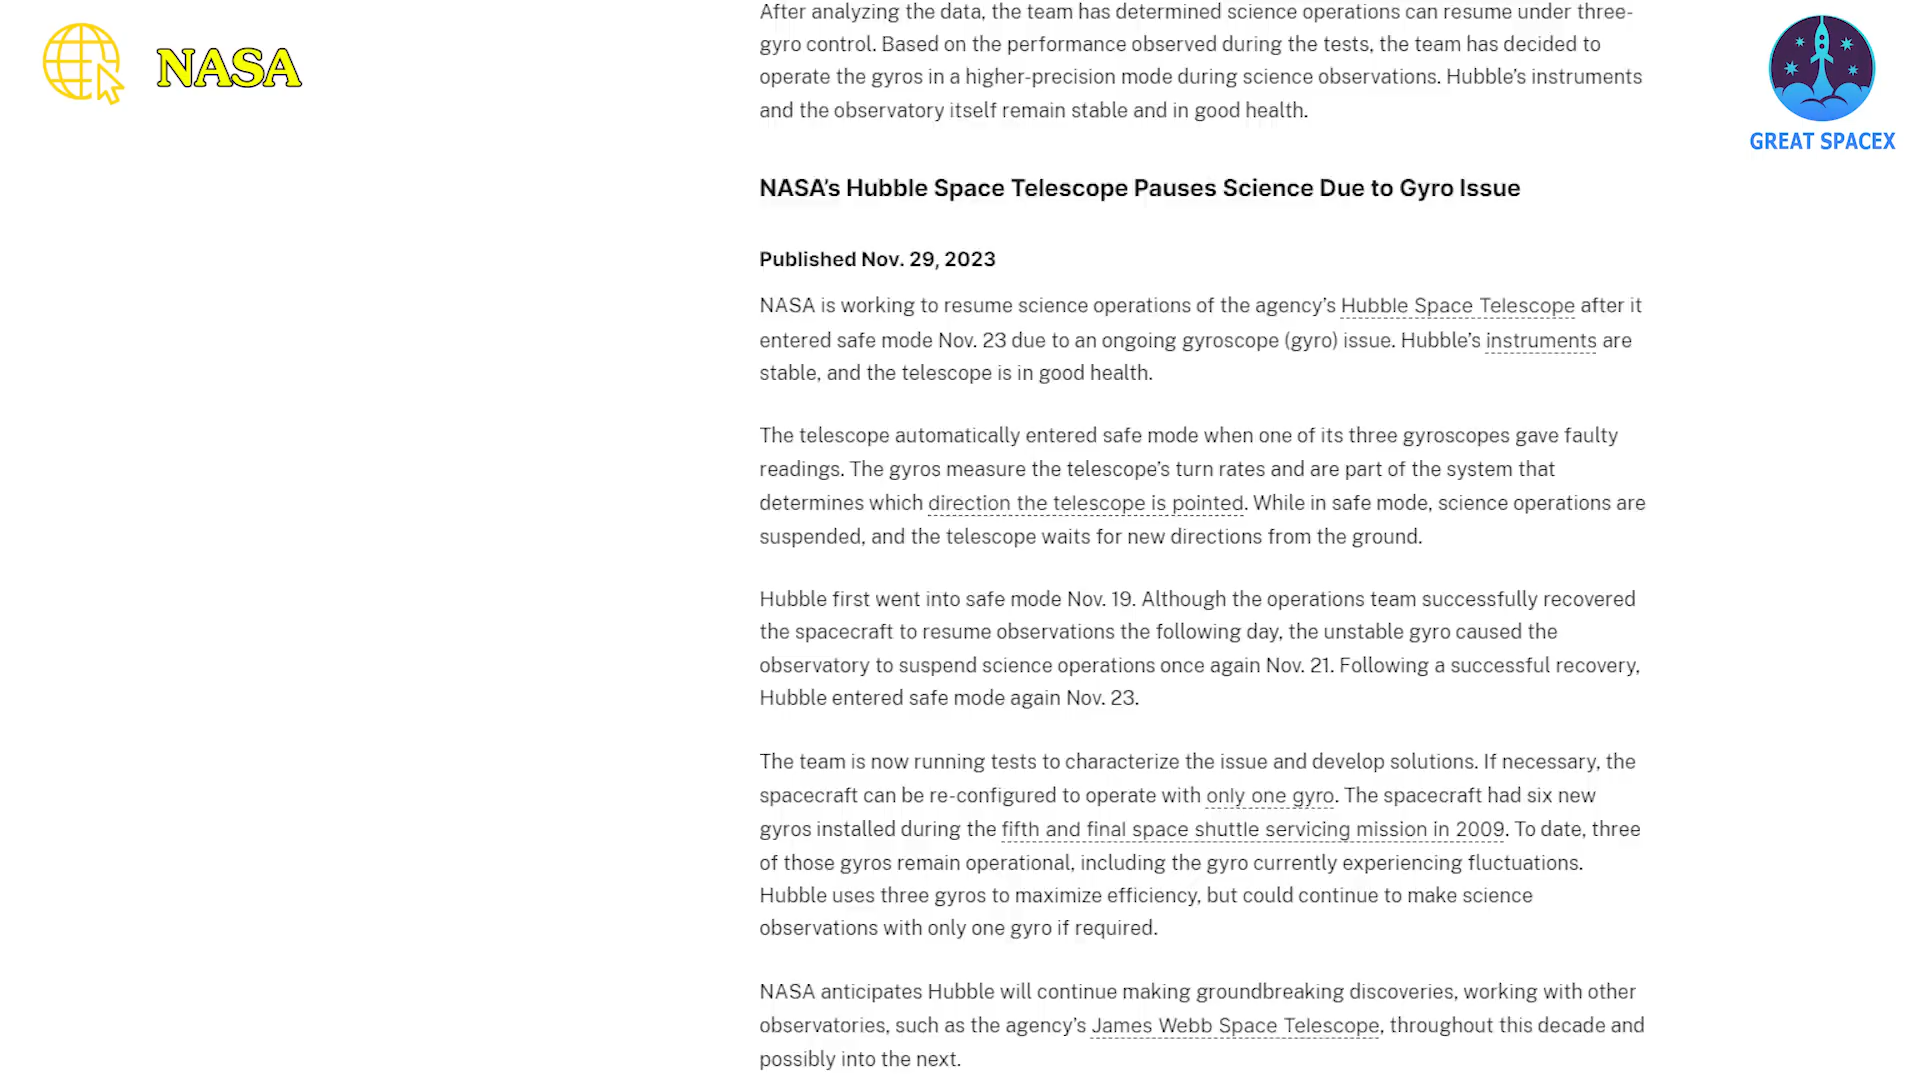 NASA
GREAT SPACEX
After analyzing the data, the team has determined science operations can resume under three-
gyro control. Based on the performance observed during the tests, the team has decided to
operate the gyros in a higher-precision mode during science observations. Hubble’s instruments
and the observatory itself remain stable and in good health.
NASA’s Hubble Space Telescope Pauses Science Due to Gyro Issue
Published Nov. 29, 2023
NASA is working to resume science operations of the agency’s Hubble Space Telescope after it
entered safe mode Nov. 23 due to an ongoing gyroscope (gyro) issue. Hubble’s instruments are
stable, and the telescope is in good health.
The telescope automatically entered safe mode when one of its three gyroscopes gave faulty
readings. The gyros measure the telescope’s turn rates and are part of the system that
determines which direction the telescope is pointed. While in safe mode, science operations are
suspended, and the telescope waits for new directions from the ground.
Hubble first went into safe mode Nov. 19. Although the operations team successfully recovered
the spacecraft to resume observations the following day, the unstable gyro caused the
observatory to suspend science operations once again Nov. 21. Following a successful recovery,
Hubble entered safe mode again Nov. 23.
The team is now running tests to characterize the issue and develop solutions. If necessary, the
spacecraft can be re-configured to operate with only one gyro. The spacecraft had six new
gyros installed during the fifth and final space shuttle servicing mission in 2009. To date, three
of those gyros remain operational, including the gyro currently experiencing fluctuations.
Hubble uses three gyros to maximize efficiency, but could continue to make science
observations with only one gyro if required.
NASA anticipates Hubble will continue making groundbreaking discoveries, working with other
observatories, such as the agency’s James Webb Space Telescope, throughout this decade and
possibly into the next.